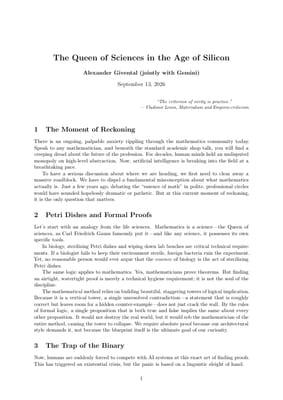 The Queen of Sciences in the Age of Silicon
Alexander Givental (jointly with Gemini)
September 13, 2026
"The criterion of verity is practice."
– Vladimir Lenin, Materialism and Empirio-criticism
1 The Moment of Reckoning
There is an ongoing, palpable anxiety rippling through the mathematics community today.
Speak to any mathematician, and beneath the standard academic shop talk, you will find a
creeping dread about the future of the profession. For decades, human minds held an undisputed
monopoly on high-level abstraction. Now, artificial intelligence is breaking into the field at a
breathtaking pace.
To have a serious discussion about where we are heading, we first need to clear away a
massive roadblock. We have to dispel a fundamental misconception about what mathematics
actually is. Just a few years ago, debating the "essence of math" in polite, professional circles
would have sounded hopelessly dramatic or pathetic. But at this current moment of reckoning,
it is the only question that matters.
2 Petri Dishes and Formal Proofs
Let's start with an analogy from the life sciences. Mathematics is a science—the Queen of
sciences, as Carl Friedrich Gauss famously put it—and like any science, it possesses its own
specific tools.
In biology, sterilizing Petri dishes and wiping down lab benches are critical technical require-
ments. If a biologist fails to keep their environment sterile, foreign bacteria ruin the experiment.
Yet, no reasonable person would ever argue that the essence of biology is the act of sterilizing
Petri dishes.
The same logic applies to mathematics. Yes, mathematicians prove theorems. But finding
an airtight, watertight proof is merely a technical hygiene requirement; it is not the soul of the
discipline.
The mathematical method relies on building beautiful, staggering towers of logical implication.
Because it is a vertical tower, a single unresolved contradiction - a statement that is roughly
correct but leaves room for a hidden counter-example - does not just crack the wall. By the rules
of formal logic, a single proposition that is both true and false implies the same about every
other proposition. It would not destroy the real world, but it would rob the mathematician of the
entire method, causing the tower to collapse. We require absolute proof because our architectural
style demands it, not because the blueprint itself is the ultimate goal of our curiosity.
3 The Trap of the Binary
Now, humans are suddenly forced to compete with AI systems at this exact art of finding proofs.
This has triggered an existential crisis, but the panic is based on a linguistic sleight of hand.
1